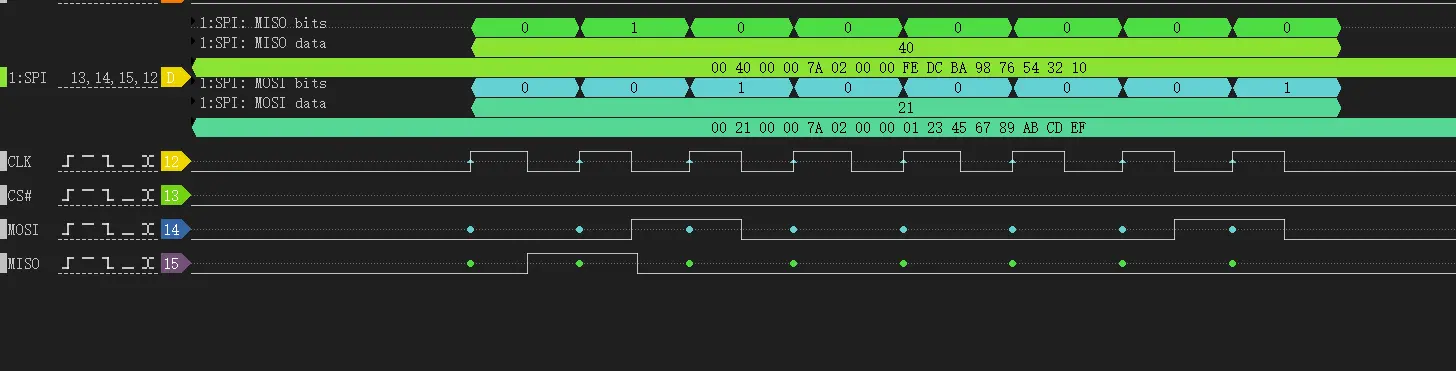 1:SPI: MISO bits
0 1 0 0 0 0 0 0
1:SPI: MISO data
40
1:SPI 13,14,15,12 D
00 40 00 00 7A 02 00 00 FE DC BA 98 76 54 32 10
1:SPI: MOSI bits
0 0 1 0 0 0 0 1
1:SPI: MOSI data
21
00 21 00 00 7A 02 00 00 01 23 45 67 89 AB CD EF
CLK 12
CS# 13
MOSI 14
MISO 15